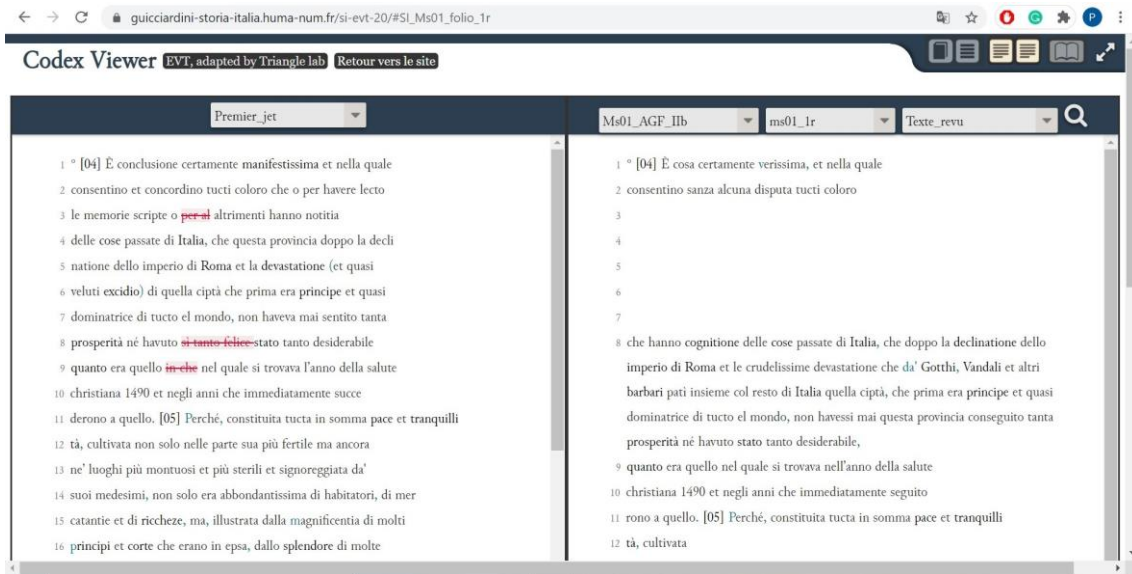 guicciardini-storia-italia.huma-num.fr/si-evt-20/#SI_Ms01_folio_1r
P
Codex Viewer EVT, adapted by Triangle lab Retour vers le site
Premier_jet
1 ° [04] È conclusione certamente manifestissima et nella quale
2 consentino et concordino tucti coloro che o per havere lecto
3 le memorie scripte o per al altrimenti hanno notitia
4 delle cose passate di Italia, che questa provincia doppo la decli
5 natione dello imperio di Roma et la devastatione (et quasi
6 veluti excidio) di quella ciptà che prima era principe et quasi
7 dominatrice di tucto el mondo, non haveva mai sentito tanta
8 prosperità né havuto si tanto felice stato tanto desiderabile
9 quanto era quello in che nel quale si trovava l'anno della salute
10 christiana 1490 et negli anni che immediatamente succe
11 derono a quello. [05] Perché, constituita tucta in somma pace et tranquilli
12 tà, cultivata non solo nelle parte sua più fertile ma ancora
13 ne' luoghi più montuosi et più sterili et signoreggiata da'
14 suoi medesimi, non solo era abbondantissima di habitatori, di mer
15 catantie et di riccheze, ma, illustrata dalla magnificentia di molti
16 principi et corte che erano in epsa, dallo splendore di molte
Ms01_AGF_IIb ms01_1r Texte_revu
1 ° [04] È cosa certamente verissima, et nella quale
2 consentino sanza alcuna disputa tucti coloro
3
4
5
6
7
8 che hanno cognitione delle cose passate di Italia, che doppo la declinatione dello
imperio di Roma et le crudelissime devastatione che da' Gotthi, Vandali et altri
barbari patì insieme col resto di Italia quella ciptà, che prima era principe et quasi
dominatrice di tucto el mondo, non havessi mai questa provincia conseguito tanta
prosperità né havuto stato tanto desiderabile,
9 quanto era quello nel quale si trovava nell'anno della salute
10 christiana 1490 et negli anni che immediatamente seguito
11 rono a quello. [05] Perché, constituita tucta in somma pace et tranquilli
12 tà, cultivata